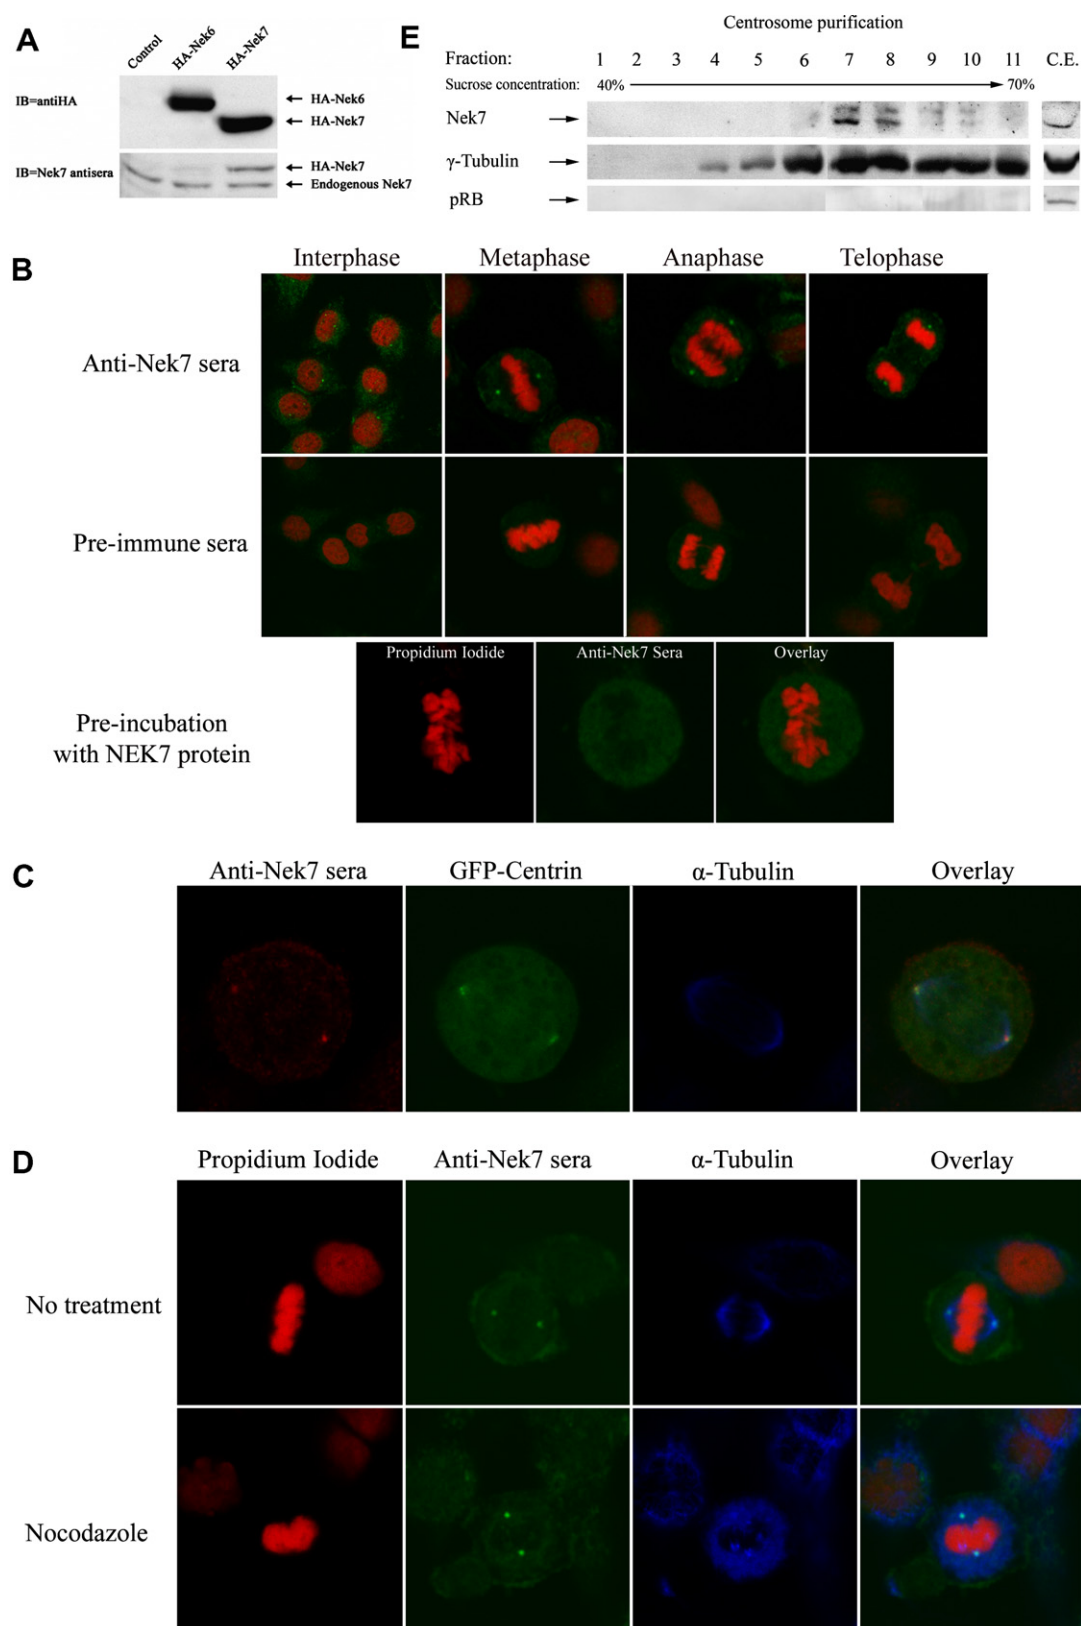 A
Control
HA-Nek6
HA-Nek7
IB=antiHA
HA-Nek6
HA-Nek7
IB=Nek7 antisera
HA-Nek7
Endogenous Nek7
E
Centrosome purification
Fraction: 1 2 3 4 5 6 7 8 9 10 11 C.E.
Sucrose concentration: 40% 70%
Nek7
γ-Tubulin
pRB
B
Interphase Metaphase Anaphase Telophase
Anti-Nek7 sera
Pre-immune sera
Propidium Iodide Anti-Nek7 Sera Overlay
Pre-incubation
with NEK7 protein
C
Anti-Nek7 sera GFP-Centrin α-Tubulin Overlay
D
Propidium Iodide Anti-Nek7 sera α-Tubulin Overlay
No treatment
Nocodazole